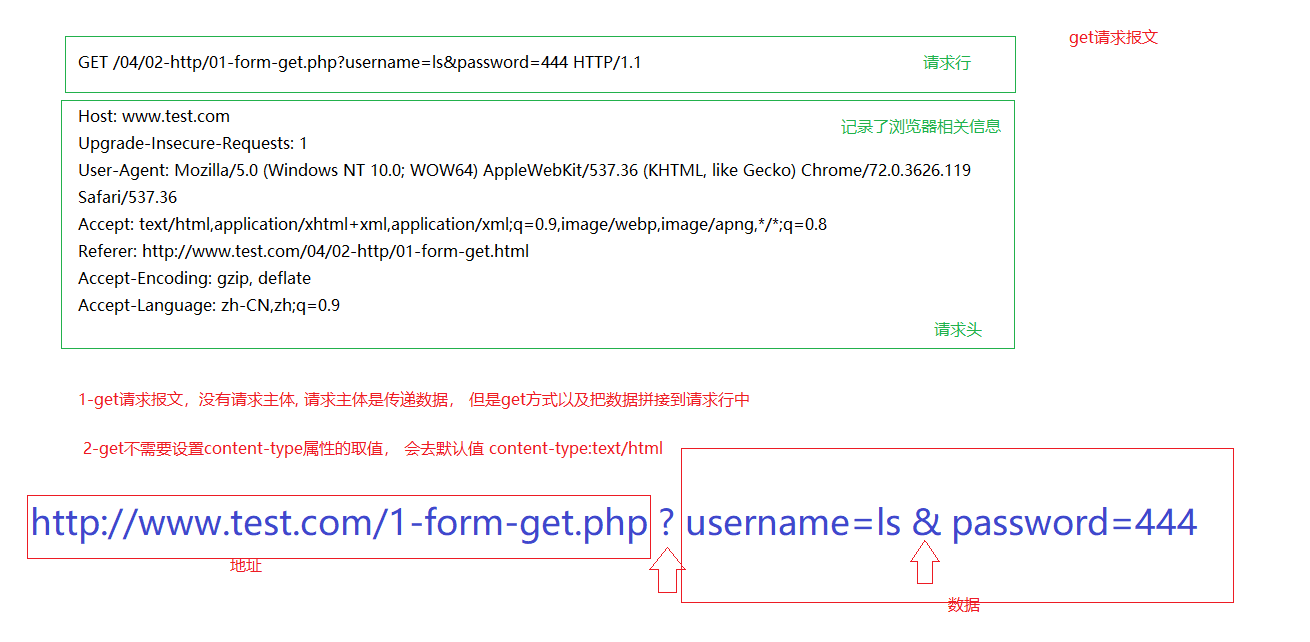 get请求报文
GET /04/02-http/01-form-get.php?username=ls&password=444 HTTP/1.1
请求行
Host: www.test.com
记录了浏览器相关信息
Upgrade-Insecure-Requests: 1
User-Agent: Mozilla/5.0 (Windows NT 10.0; WOW64) AppleWebKit/537.36 (KHTML, like Gecko) Chrome/72.0.3626.119
Safari/537.36
Accept: text/html,application/xhtml+xml,application/xml;q=0.9,image/webp,image/apng,*/*;q=0.8
Referer: http://www.test.com/04/02-http/01-form-get.html
Accept-Encoding: gzip, deflate
Accept-Language: zh-CN,zh;q=0.9
请求头
1-get请求报文，没有请求主体, 请求主体是传递数据， 但是get方式以及把数据拼接到请求行中
2-get不需要设置content-type属性的取值， 会去默认值 content-type:text/html
http://www.test.com/1-form-get.php ? username=ls & password=444
地址
数据